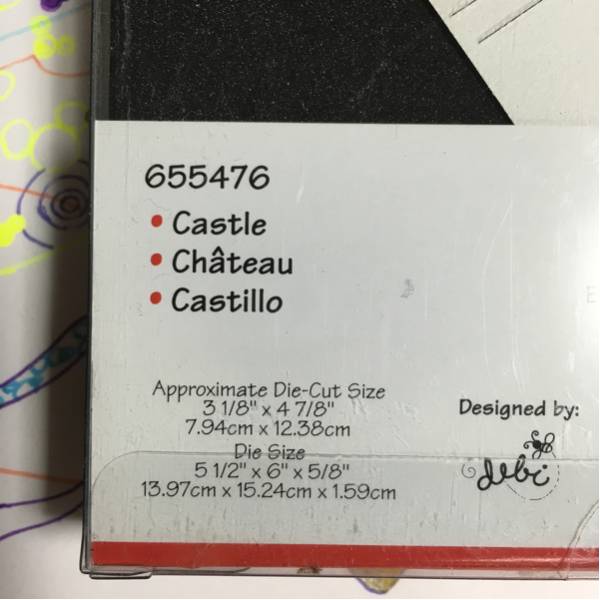 655476
• Castle
• Château
• Castillo
Approximate Die-Cut Size
3 1/8" x 4 7/8"
7.94cm x 12.38cm
Die Size
5 1/2" x 6" x 5/8"
13.97cm x 15.24cm x 1.59cm
Designed by:
debi